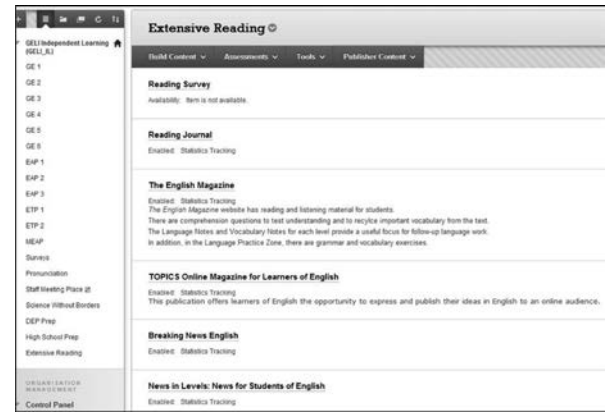 GELI Independent Learning
(GELI_IL)
GE 1
GE 2
GE 3
GE 4
GE 5
GE 6
EAP 1
EAP 2
EAP 3
ETP 1
ETP 2
MEAP
Surveys
Pronunciation
Staff Meeting Place
Science Without Borders
DEP Prep
High School Prep
Extensive Reading
ORGANISATION
MANAGEMENT
Control Panel
Extensive Reading
Build Content Assessments Tools Publisher Content
Reading Survey
Availability: Item is not available.
Reading Journal
Enabled: Statistics Tracking
The English Magazine
Enabled: Statistics Tracking
The English Magazine website has reading and listening material for students.
There are comprehension questions to test understanding and to recylce important vocabulary from the text.
The Language Notes and Vocabulary Notes for each level provide a useful focus for follow-up language work.
In addition, in the Language Practice Zone, there are grammar and vocabulary exercises.
TOPICS Online Magazine for Learners of English
Enabled: Statistics Tracking
This publication offers learners of English the opportunity to express and publish their ideas in English to an online audience.
Breaking News English
Enabled: Statistics Tracking
News in Levels: News for Students of English
Enabled: Statistics Tracking